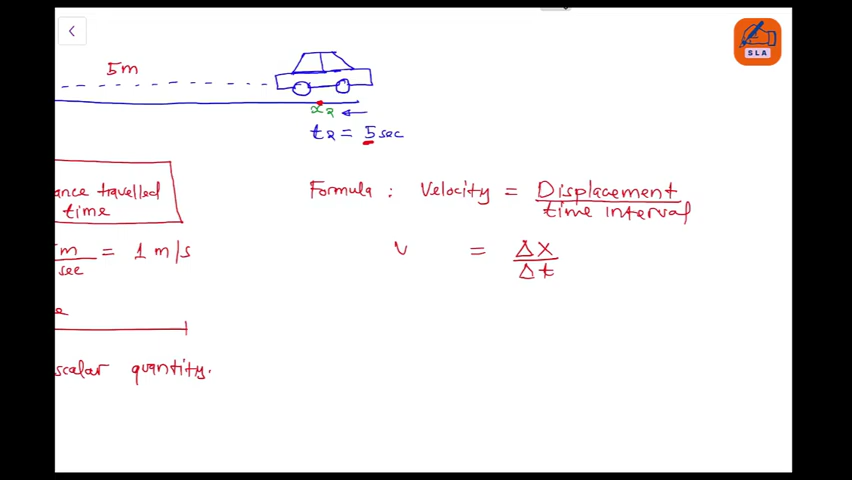 SLA
5m
x2
t2 = 5sec
ance travelled
time
Formula : Velocity = Displacement
time interval
m
sec
= 1 m/s
v = Δx
Δt
e
scalar quantity.